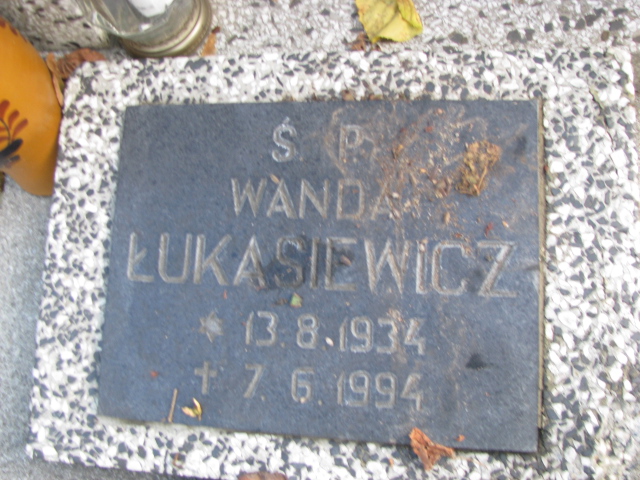 Ś. P.
WANDA
ŁUKASIEWICZ
* 13.8.1934
+ 7.6.1994